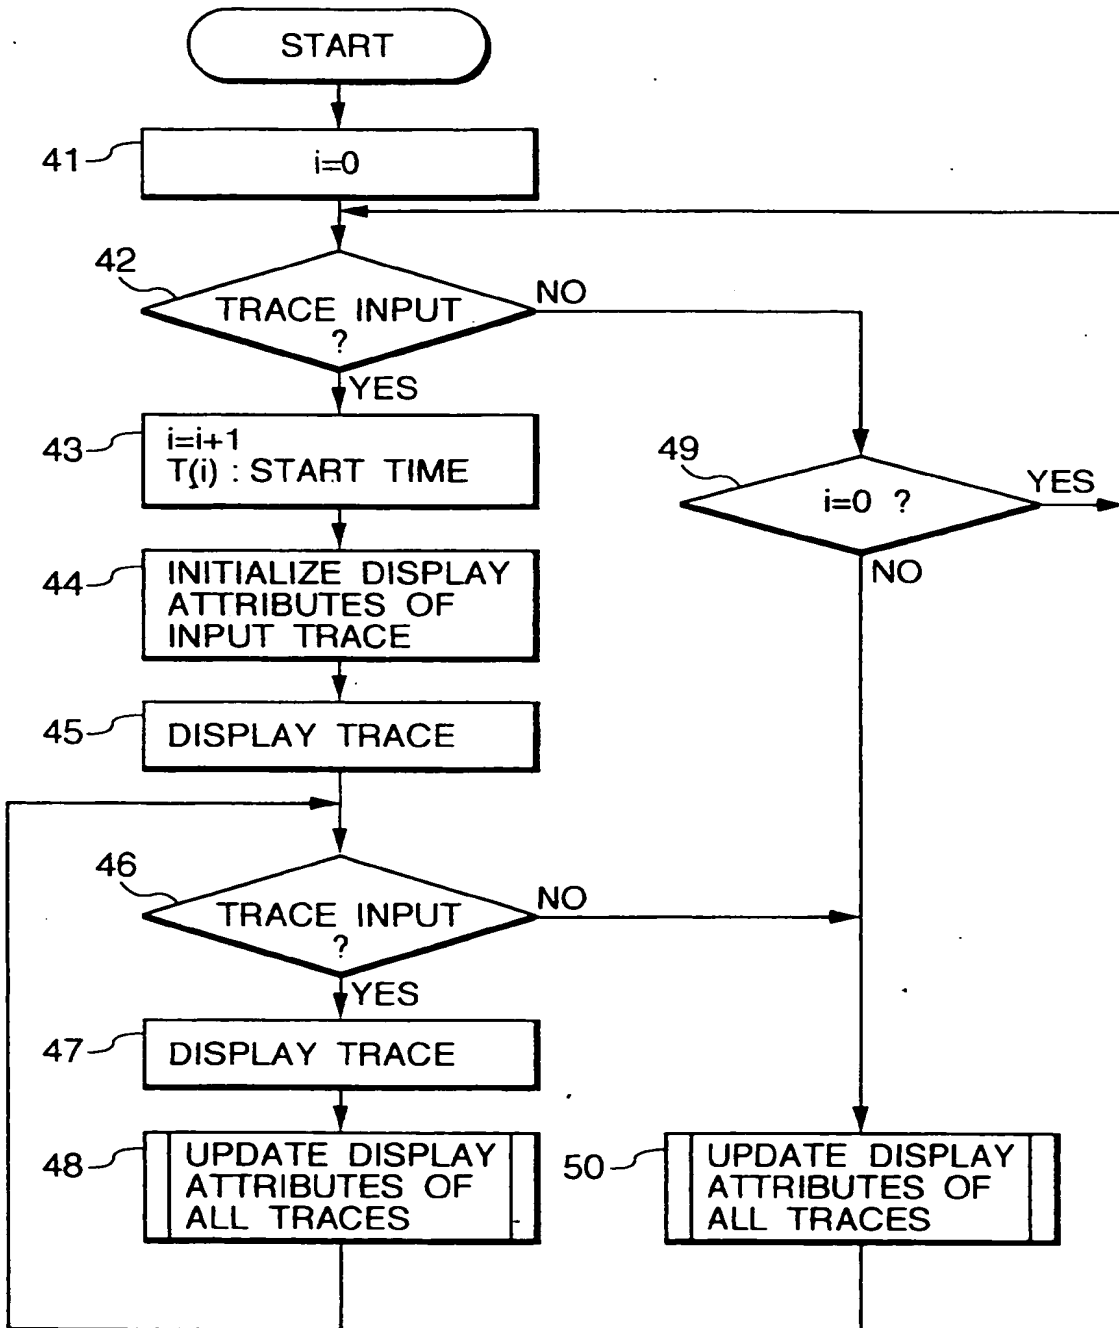 START
41
i=0
42
TRACE INPUT
?
NO
YES
43
i=i+1
T(i) : START TIME
49
i=0 ?
YES
NO
44
INITIALIZE DISPLAY
ATTRIBUTES OF
INPUT TRACE
45
DISPLAY TRACE
46
TRACE INPUT
?
NO
YES
47
DISPLAY TRACE
48
UPDATE DISPLAY
ATTRIBUTES OF
ALL TRACES
50
UPDATE DISPLAY
ATTRIBUTES OF
ALL TRACES